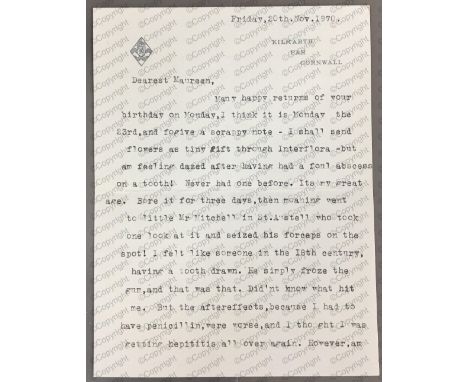 Friday, 20th.Nov.1970.
KILMARTH
PAR
CORNWALL
Dearest Maureen,
Many happy returns of your
birthday on Monday,I think it is Monday the
23rd,and fogive a scrappy note - I shall send
flowers as tiny gift through Interflora -but
am feeling dazed after having had a foul abscess
on a tooth! Never had one before. Its my great
age. Bore it for three days,then moaning went
to little Mr Mitchell in St.Austell who took
one look at it and seized his forceps on the
spot! I felt like someone in the 18th century,
having a tooth drawn. He simply froze the
gum,and that was that. Did'nt know what hit
me. But the aftereffects,because I had to
have penicillin,were worse,and I tho ght I was
getting hepititis all over again. However,am